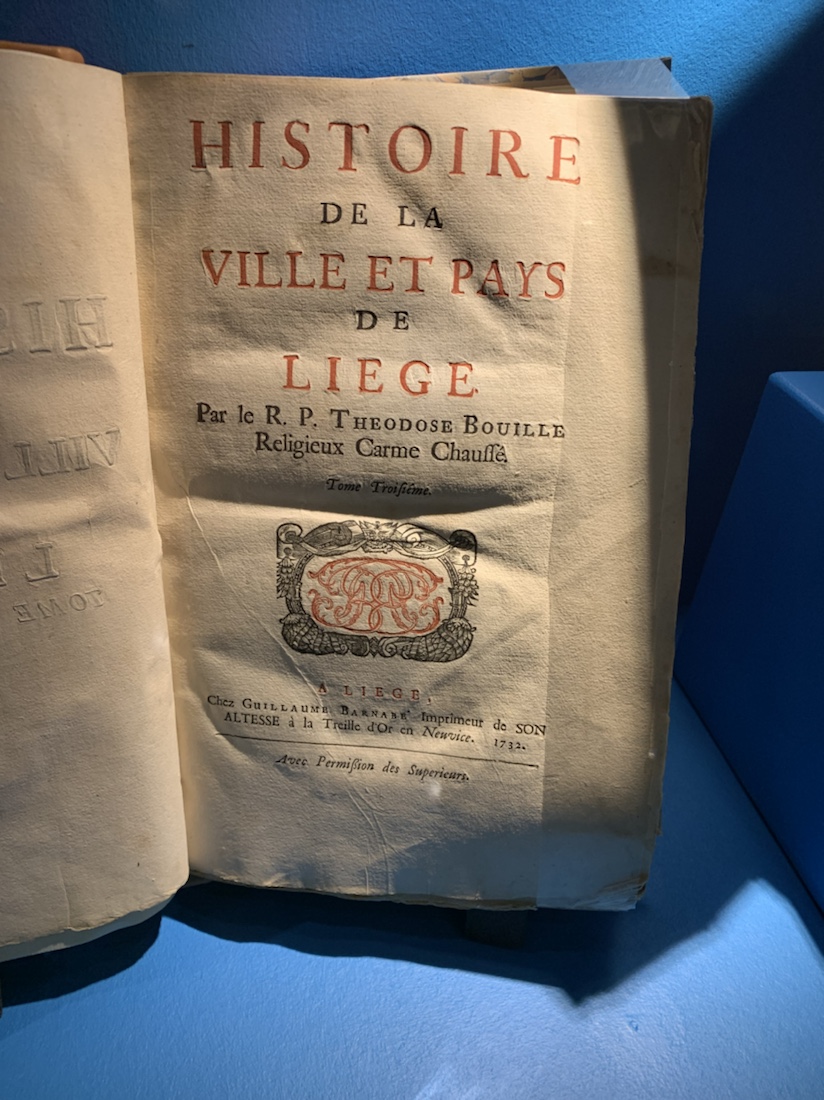 HISTOIRE
DE LA
VILLE ET PAYS
DE
LIEGE.
Par le R. P. THEODOSE BOUILLE
Religieux Carme Chauſſé.
Tome Troiſiéme.
A LIEGE,
Chez GUILLAUME BARNABE' Imprimeur de SON
ALTESSE à la Treille d'Or en Neuvice. 1732.
Avec Permiſſion des Superieurs.